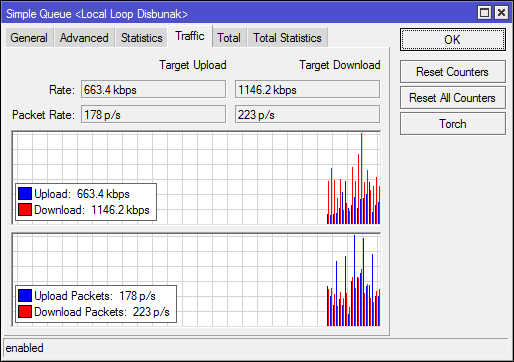 Simple Queue <Local Loop Disbunak>
General Advanced Statistics Traffic Total Total Statistics
OK
Reset Counters
Reset All Counters
Torch
Target Upload Target Download
Rate: 663.4 kbps 1146.2 kbps
Packet Rate: 178 p/s 223 p/s
Upload: 663.4 kbps
Download: 1146.2 kbps
Upload Packets: 178 p/s
Download Packets: 223 p/s
enabled